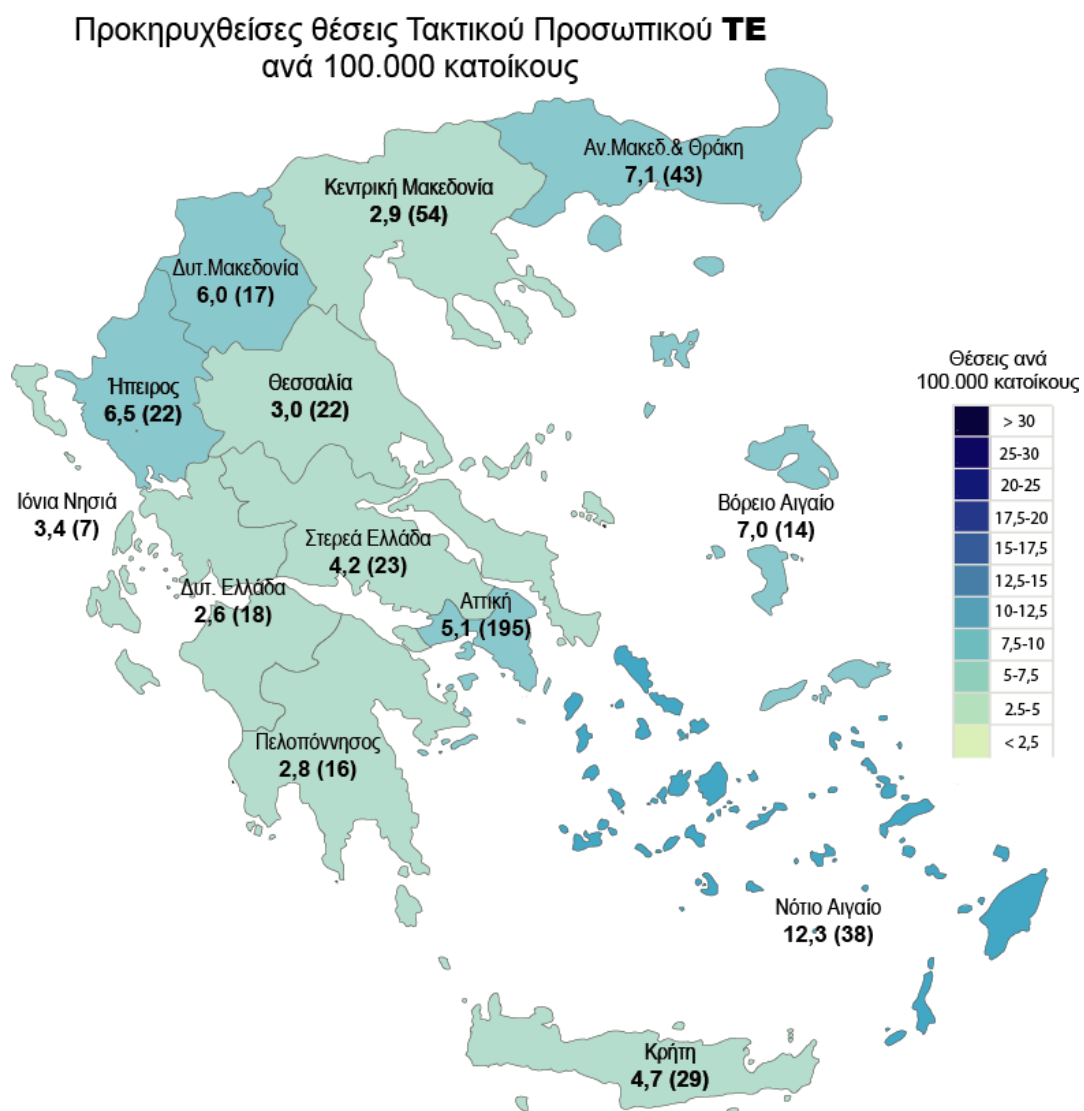 Προκηρυχθείσες θέσεις Τακτικού Προσωπικού ΤΕ
ανά 100.000 κατοίκους
Αν.Μακεδ.& Θράκη
7,1 (43)
Κεντρική Μακεδονία
2,9 (54)
Δυτ.Μακεδονία
6,0 (17)
Ήπειρος
6,5 (22)
Θεσσαλία
3,0 (22)
Ιόνια Νησιά
3,4 (7)
Στερεά Ελλάδα
4,2 (23)
Βόρειο Αιγαίο
7,0 (14)
Δυτ. Ελλάδα
2,6 (18)
Αττική
5,1 (195)
Πελοπόννησος
2,8 (16)
Νότιο Αιγαίο
12,3 (38)
Κρήτη
4,7 (29)
Θέσεις ανά
100.000 κατοίκους
> 30
25-30
20-25
17,5-20
15-17,5
12,5-15
10-12,5
7,5-10
5-7,5
2.5-5
< 2,5